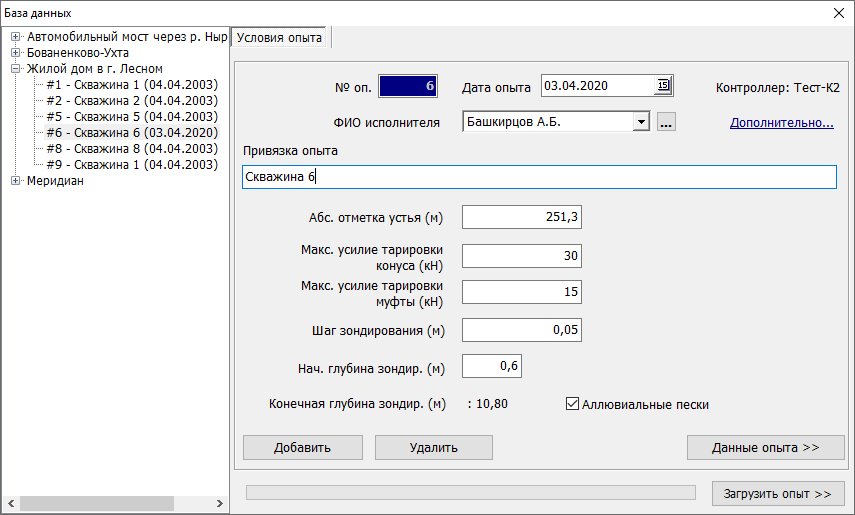 База данных
Автомобильный мост через р. Ныр
Бованенково-Ухта
Жилой дом в г. Лесном
#1 - Скважина 1 (04.04.2003)
#2 - Скважина 2 (04.04.2003)
#5 - Скважина 5 (04.04.2003)
#6 - Скважина 6 (03.04.2020)
#8 - Скважина 8 (04.04.2003)
#9 - Скважина 1 (04.04.2003)
Меридиан
Условия опыта
№ оп. 6 Дата опыта 03.04.2020 15 Контроллер: Тест-К2
ФИО исполнителя Башкирцов А.Б. ... Дополнительно...
Привязка опыта
Скважина 6
Абс. отметка устья (м) 251,3
Макс. усилие тарировки
конуса (кН) 30
Макс. усилие тарировки
муфты (кН) 15
Шаг зондирования (м) 0,05
Нач. глубина зондир. (м) 0,6
Конечная глубина зондир. (м) : 10,80 Аллювиальные пески
Добавить Удалить Данные опыта >>
Загрузить опыт >>